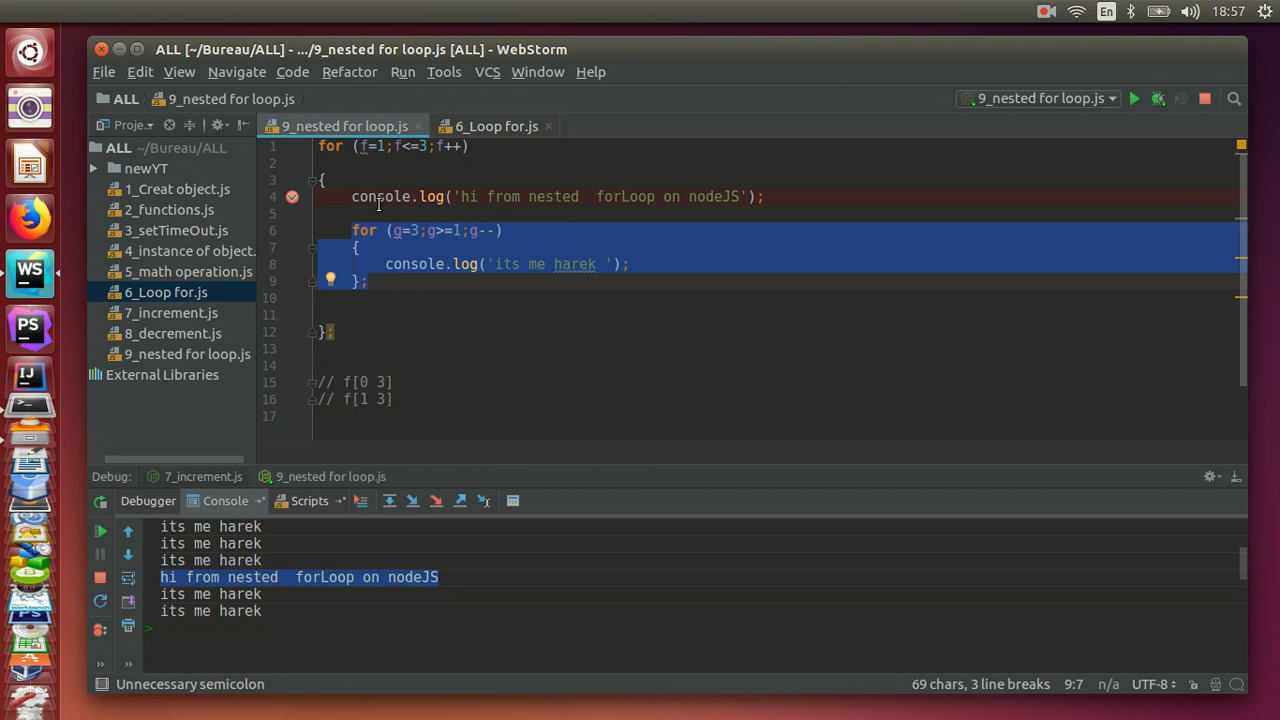 En 18:57
ALL [~/Bureau/ALL] - .../9_nested for loop.js [ALL] - WebStorm
File Edit View Navigate Code Refactor Run Tools VCS Window Help
ALL 9_nested for loop.js 9_nested for loop.js
Proje.. 9_nested for loop.js 6_Loop for.js
ALL ~/Bureau/ALL
newYT
1_Creat object.js
2_functions.js
3_setTimeOut.js
4_instance of object.
5_math operation.js
6_Loop for.js
7_increment.js
8_decrement.js
9_nested for loop.js
External Libraries
1 for (f=1;f<=3;f++)
2
3 {
4 console.log('hi from nested  forLoop on nodeJS');
5
6 for (g=3;g>=1;g--)
7 {
8 console.log('its me harek ');
9 };
10
11
12 };
13
14
15 // f[0 3]
16 // f[1 3]
17
Debug: 7_increment.js 9_nested for loop.js
Debugger Console Scripts
its me harek
its me harek
its me harek
hi from nested  forLoop on nodeJS
its me harek
its me harek
>
Unnecessary semicolon 69 chars, 3 line breaks 9:7 n/a UTF-8
WS
PS
IJ